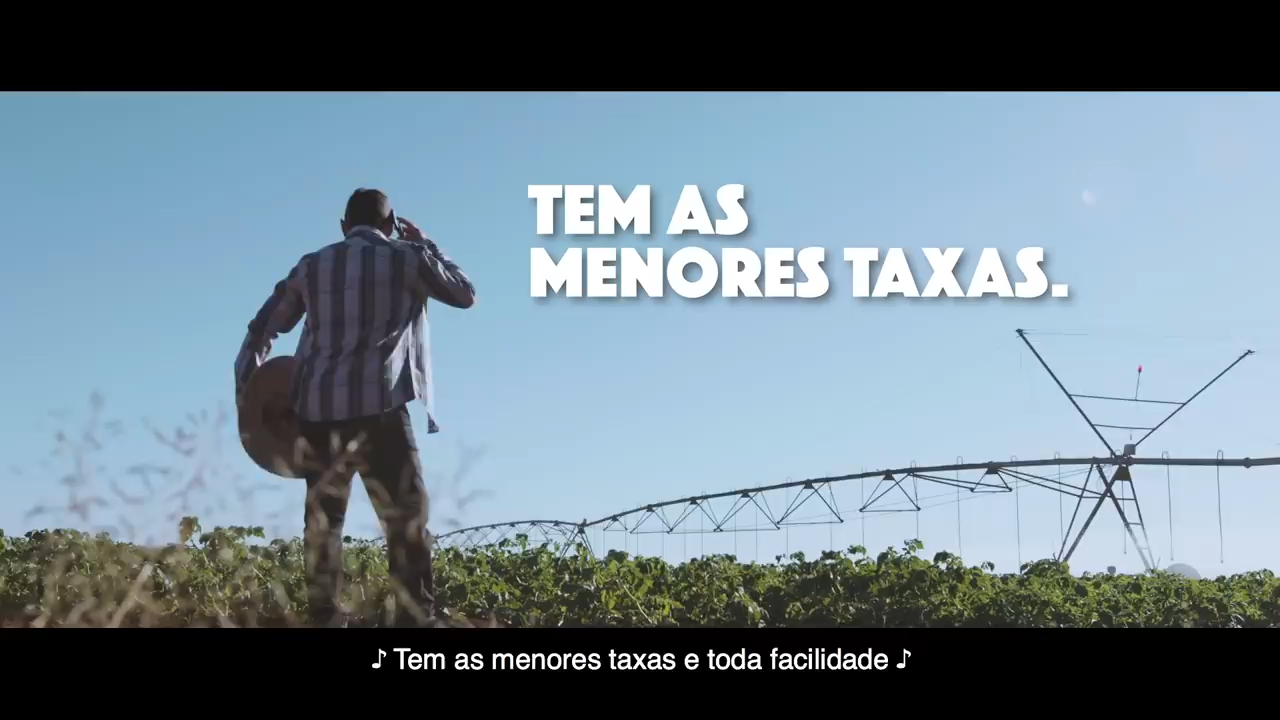 TEM AS
MENORES TAXAS.
♪ Tem as menores taxas e toda facilidade ♪